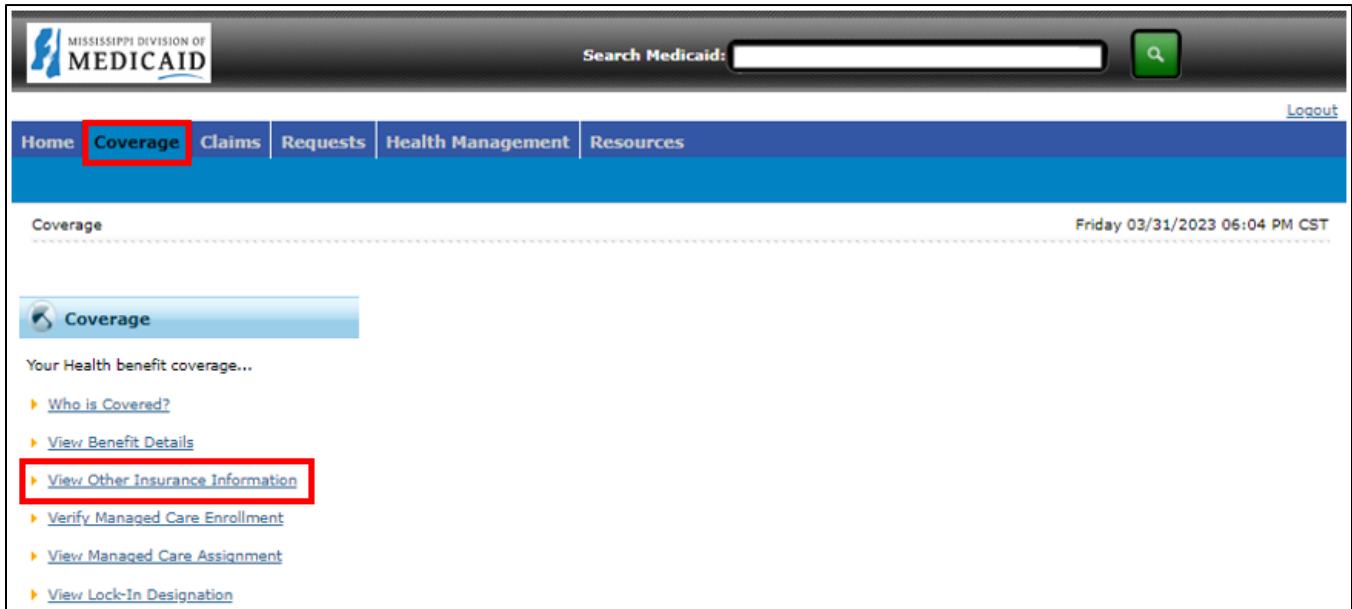 MISSISSIPPI DIVISION OF
MEDICAID
Search Medicaid:
Logout
Home Coverage Claims Requests Health Management Resources
Coverage Friday 03/31/2023 06:04 PM CST
Coverage
Your Health benefit coverage...
Who is Covered?
View Benefit Details
View Other Insurance Information
Verify Managed Care Enrollment
View Managed Care Assignment
View Lock-In Designation